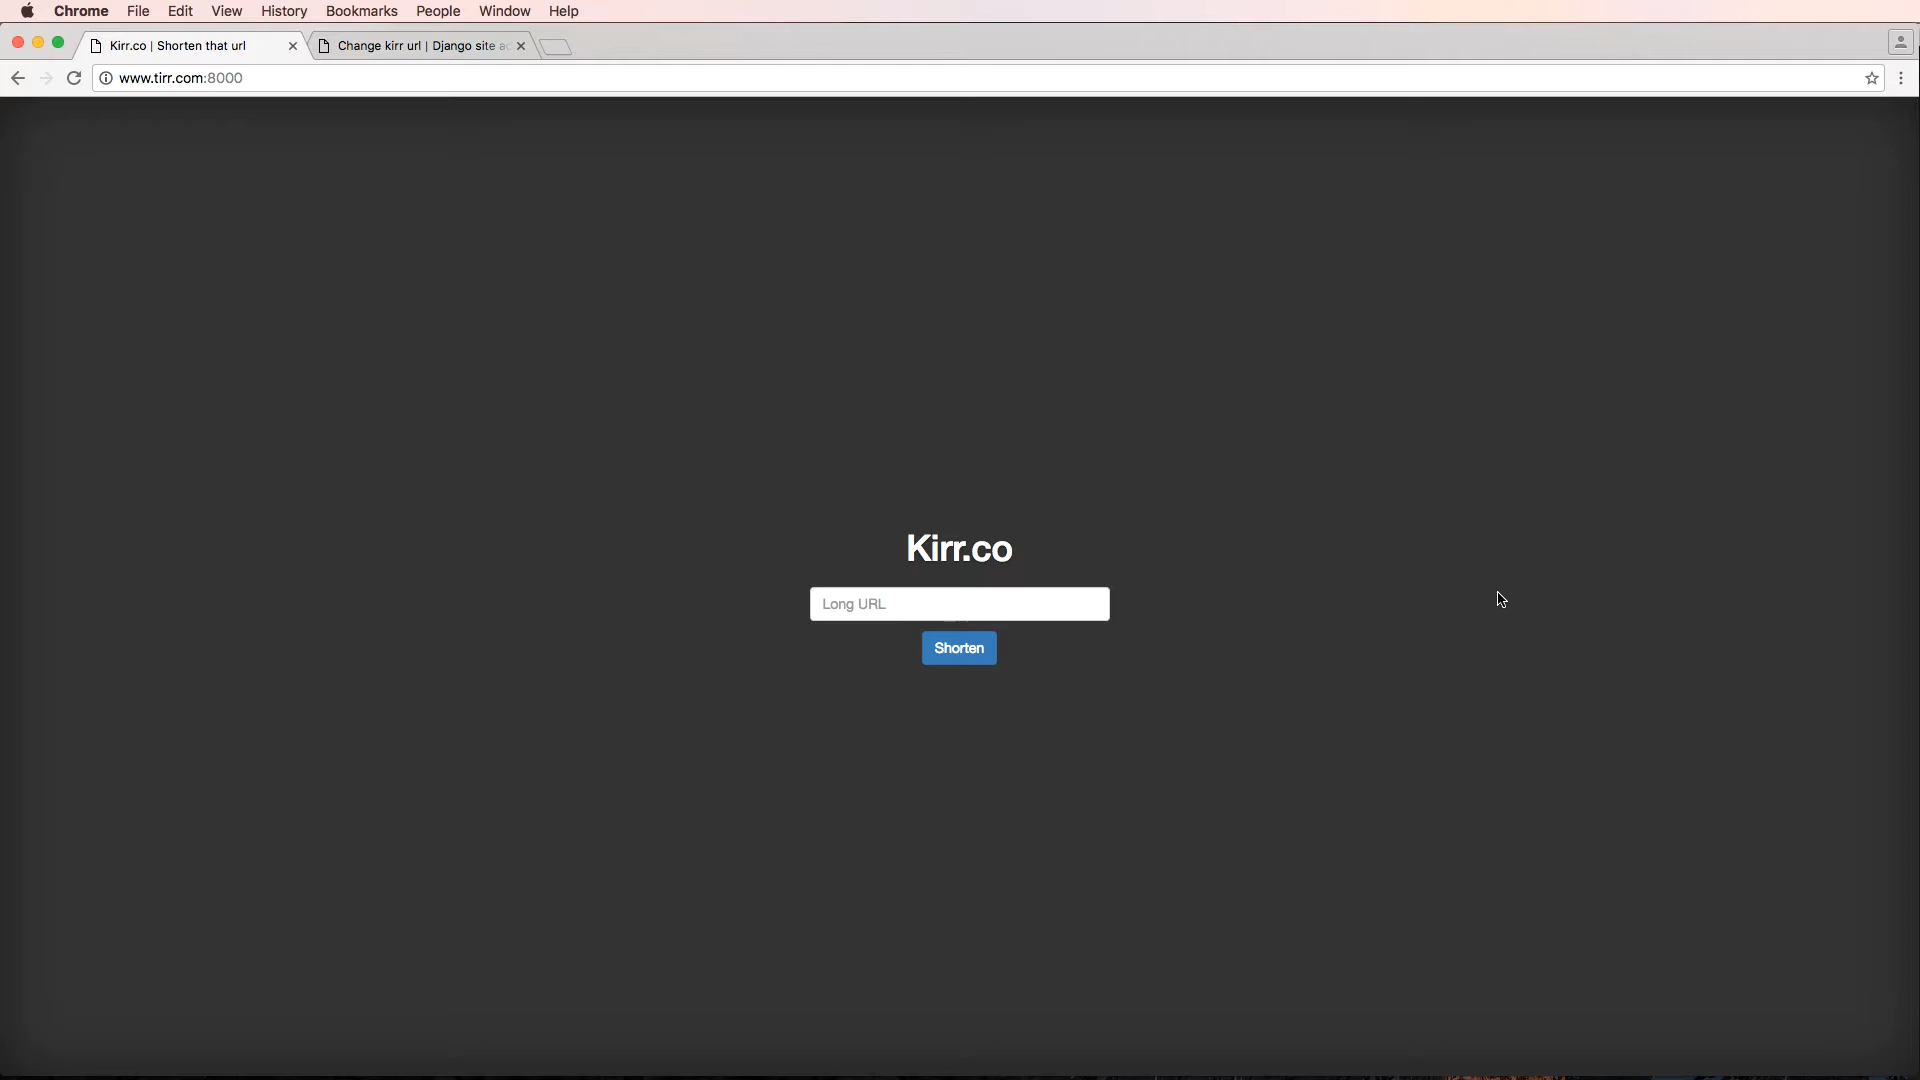 Chrome File Edit View History Bookmarks People Window Help
Kirr.co | Shorten that url Change kirr url | Django site
www.tirr.com:8000
Kirr.co
Long URL
Shorten